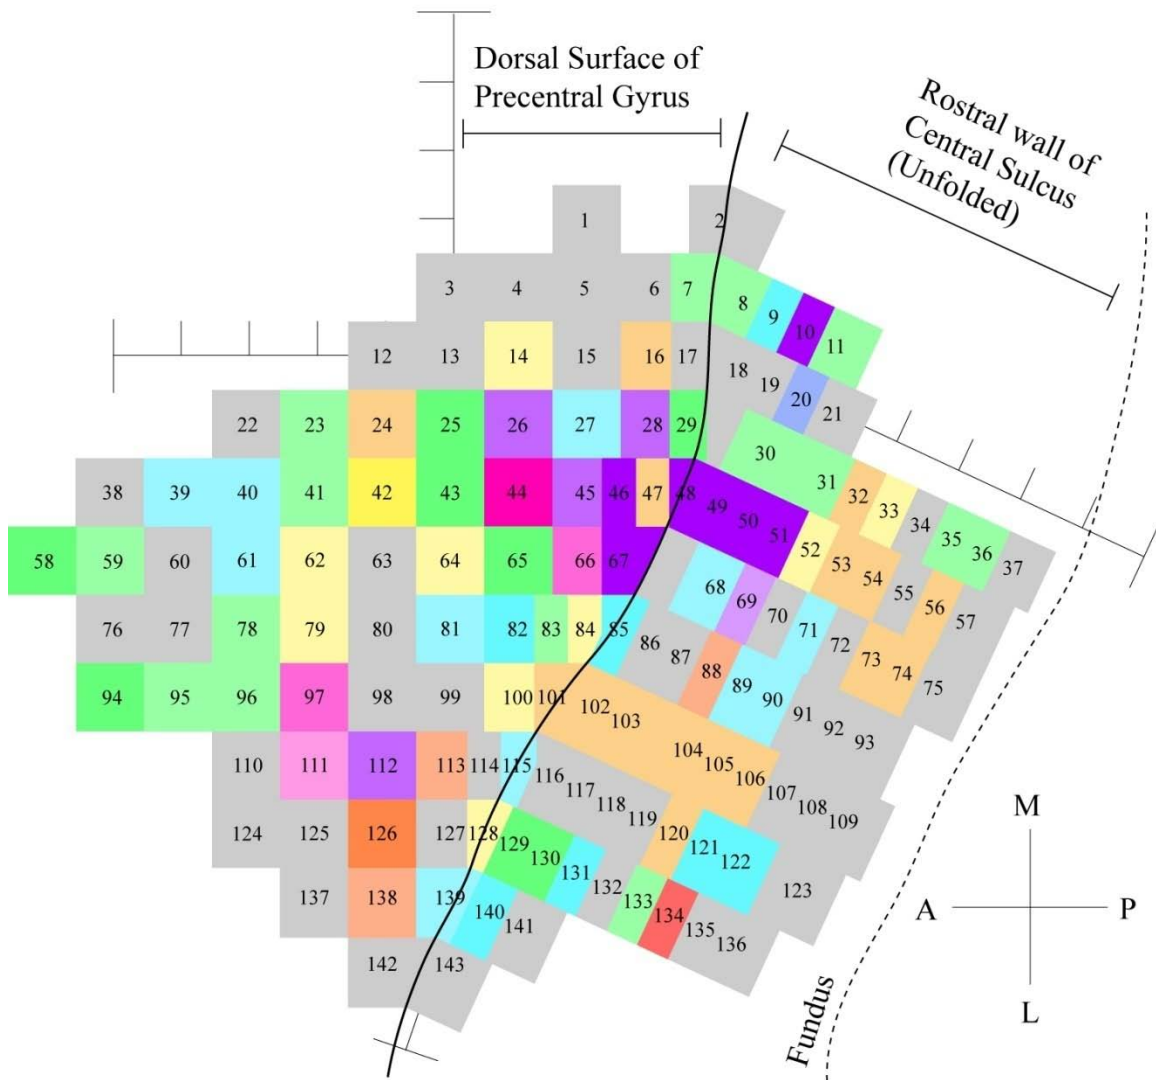 Dorsal Surface of
Precentral Gyrus
Rostral wall of
Central Sulcus
(Unfolded)
1 2
3 4 5 6 7 8 9 10 11
12 13 14 15 16 17 18 19 20 21
22 23 24 25 26 27 28 29 30 31 32 33 34 35 36 37
38 39 40 41 42 43 44 45 46 47 48 49 50 51 52 53 54 55 56 57
58 59 60 61 62 63 64 65 66 67 68 69 70 71 72 73 74 75
76 77 78 79 80 81 82 83 84 85 86 87 88 89 90 91 92 93
94 95 96 97 98 99 100 101 102 103 104 105 106 107 108 109
110 111 112 113 114 115 116 117 118 119 120 121 122 123
124 125 126 127 128 129 130 131 132 133 134 135 136
137 138 139 140 141
142 143
M
A P
L
Fundus